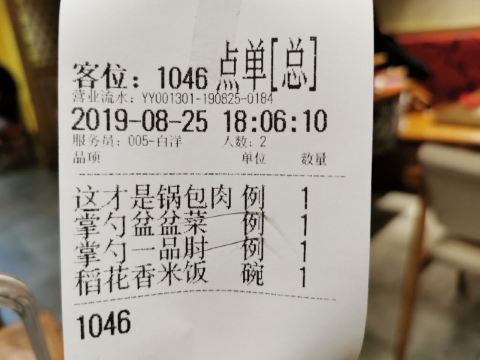 客位：1046 点单[总]
营业流水：YY001301-190825-0184
2019-08-25 18:06:10
服务员：005-白洋 人数：2
品项 单位 数量
这才是锅包肉 例 1
掌勺盆盆菜 例 1
掌勺一品肘 例 1
稻花香米饭 碗 1
1046